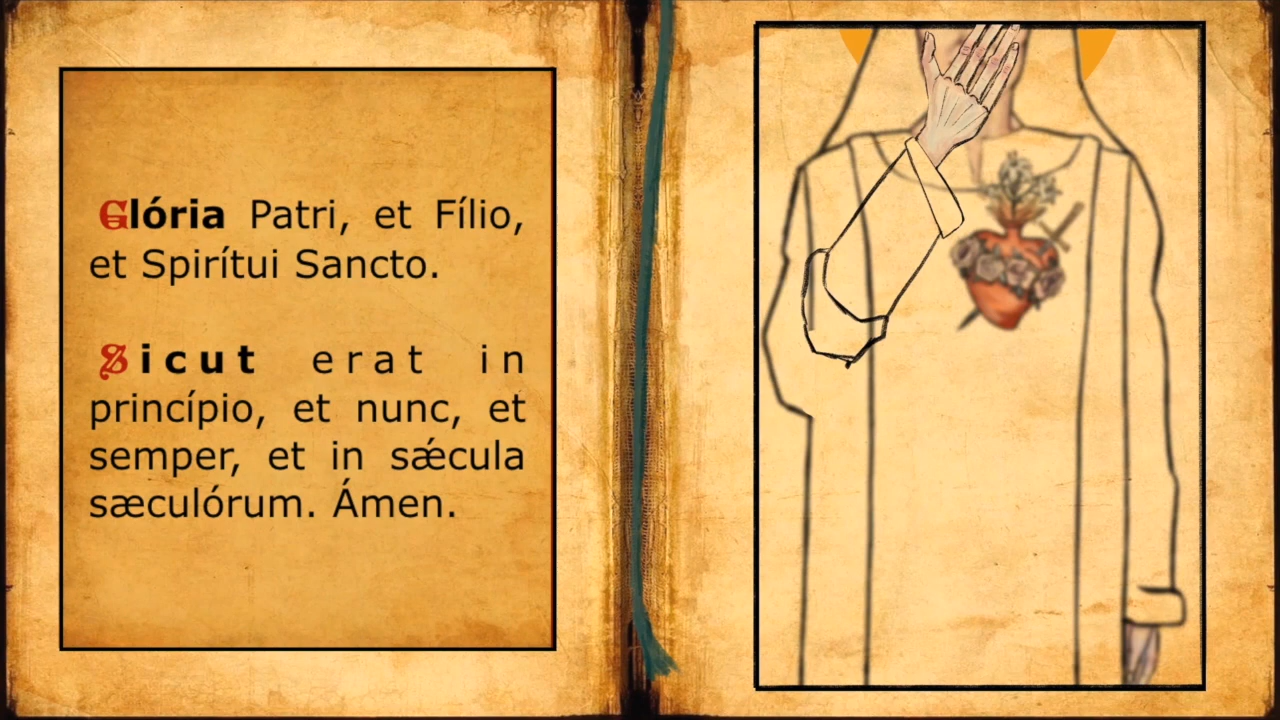 Glória Patri, et Fílio,
et Spirítui Sancto.
Sicut erat in
princípio, et nunc, et
semper, et in sǽcula
sæculórum. Ámen.